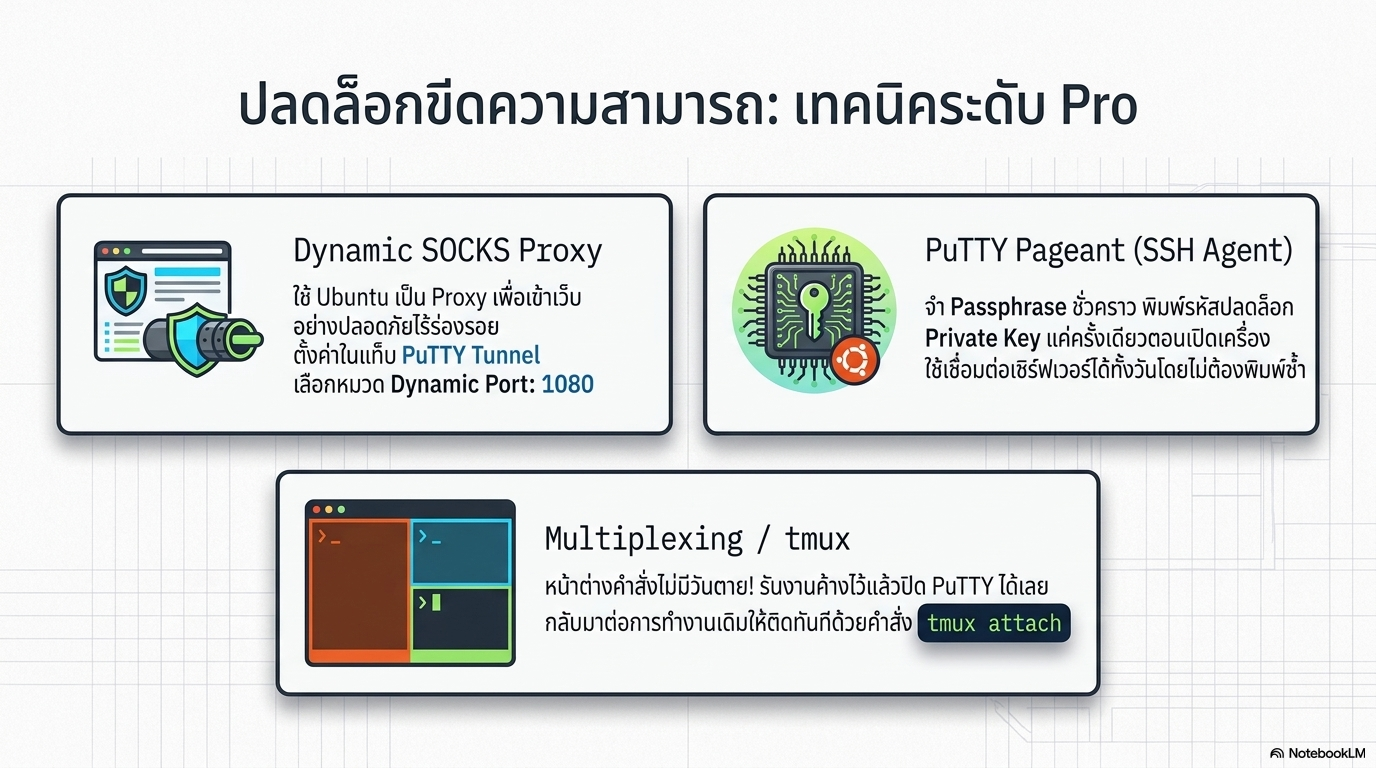 ปลดล็อกขีดความสามารถ: เทคนิคระดับ Pro
Dynamic SOCKS Proxy
ใช้ Ubuntu เป็น Proxy เพื่อเข้าเว็บ
อย่างปลอดภัยไร้ร่องรอย
ตั้งค่าในแท็บ PuTTY Tunnel
เลือกหมวด Dynamic Port: 1080
PuTTY Pageant (SSH Agent)
จำ Passphrase ชั่วคราว พิมพ์รหัสปลดล็อก
Private Key แค่ครั้งเดียวตอนเปิดเครื่อง
ใช้เชื่อมต่อเซิร์ฟเวอร์ได้ทั้งวันโดยไม่ต้องพิมพ์ซ้ำ
Multiplexing / tmux
หน้าต่างคำสั่งไม่มีวันตาย! รันงานค้างไว้แล้วปิด PuTTY ได้เลย
กลับมาต่อการทำงานเดิมให้ติดทันทีด้วยคำสั่ง tmux attach
NotebookLM